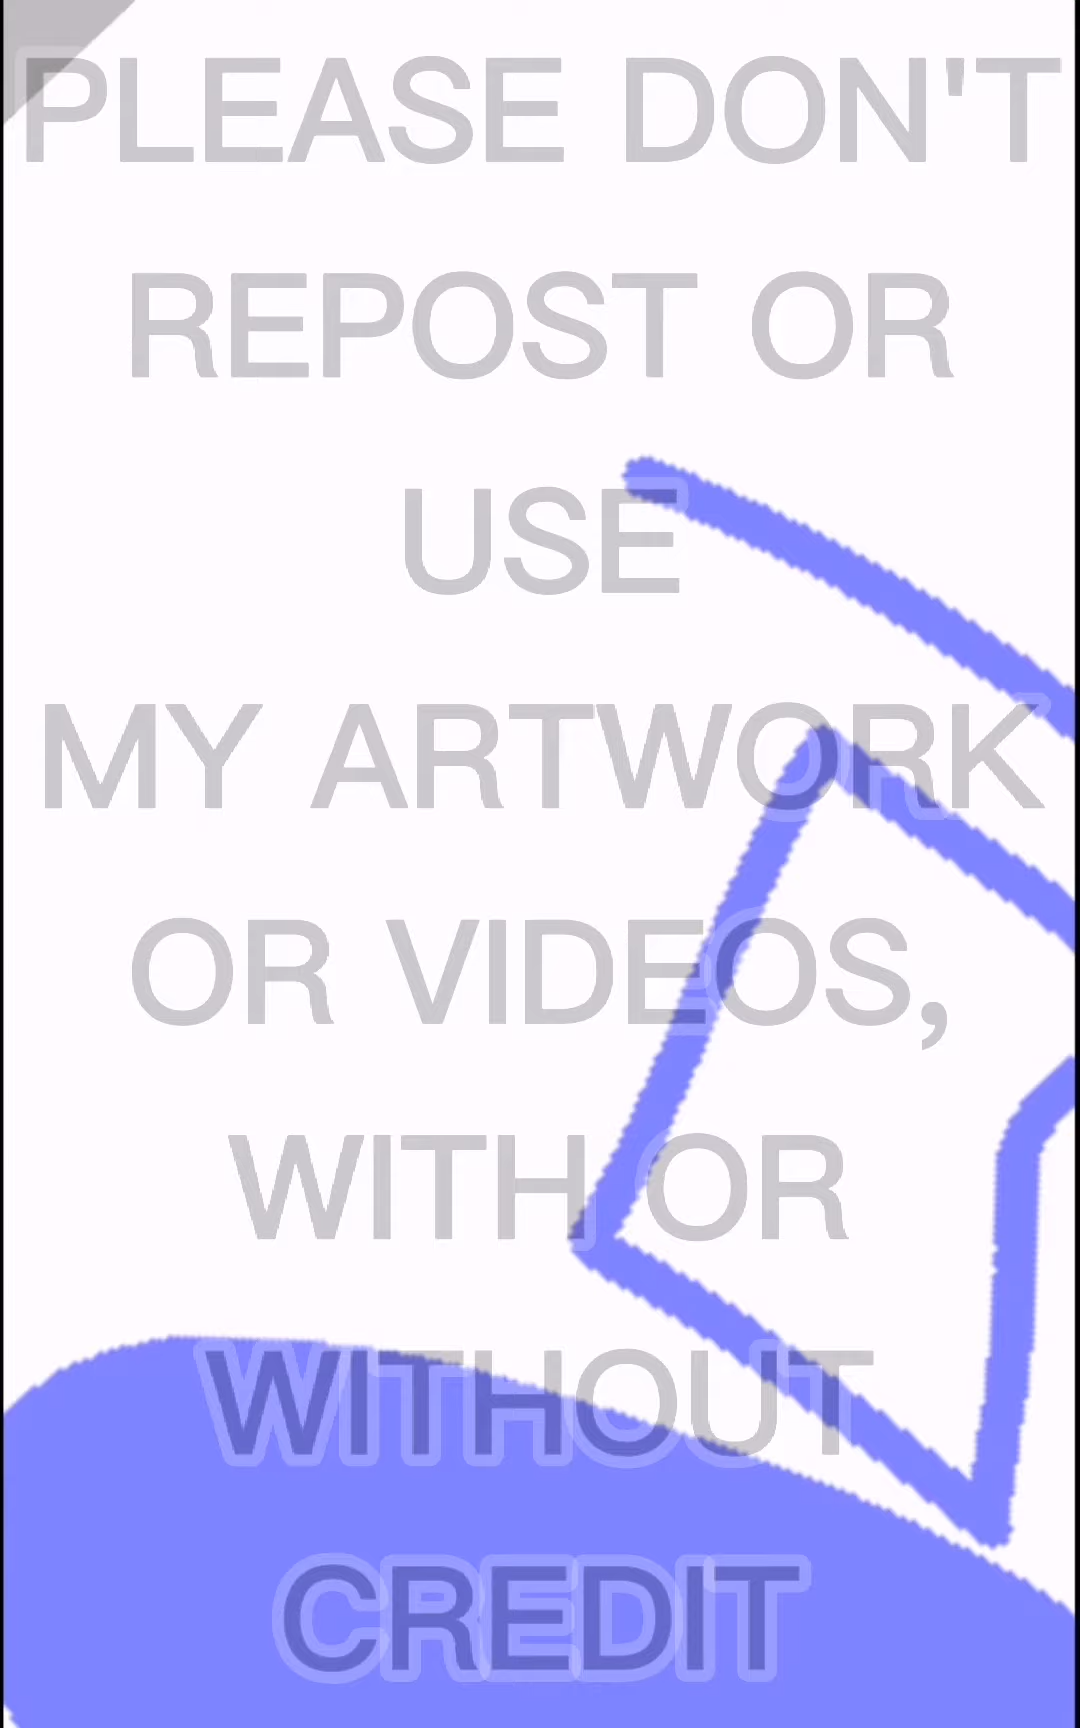 PLEASE DON'T
REPOST OR
USE
MY ARTWORK
OR VIDEOS,
WITH OR
WITHOUT
CREDIT